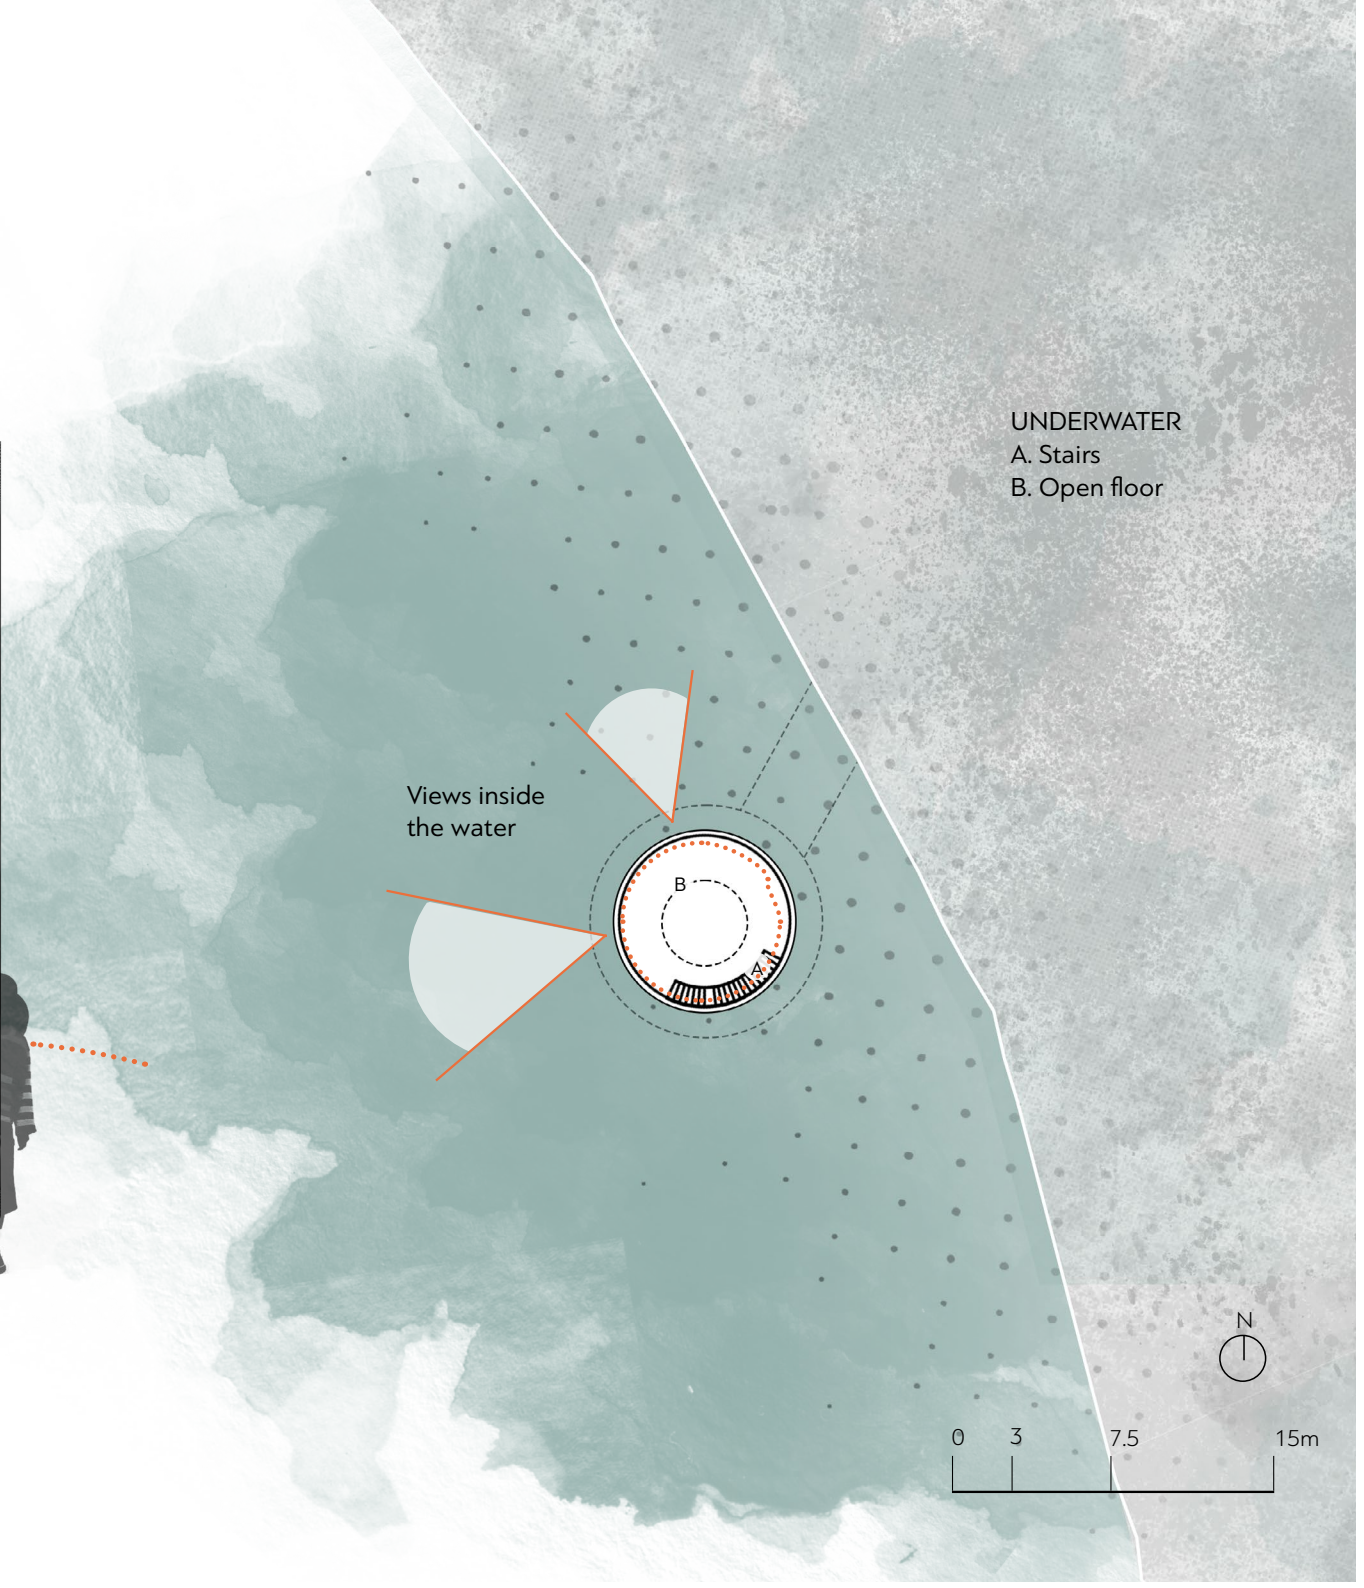 UNDERWATER
A. Stairs
B. Open floor
Views inside
the water
B
A
N
0 3 7.5 15m